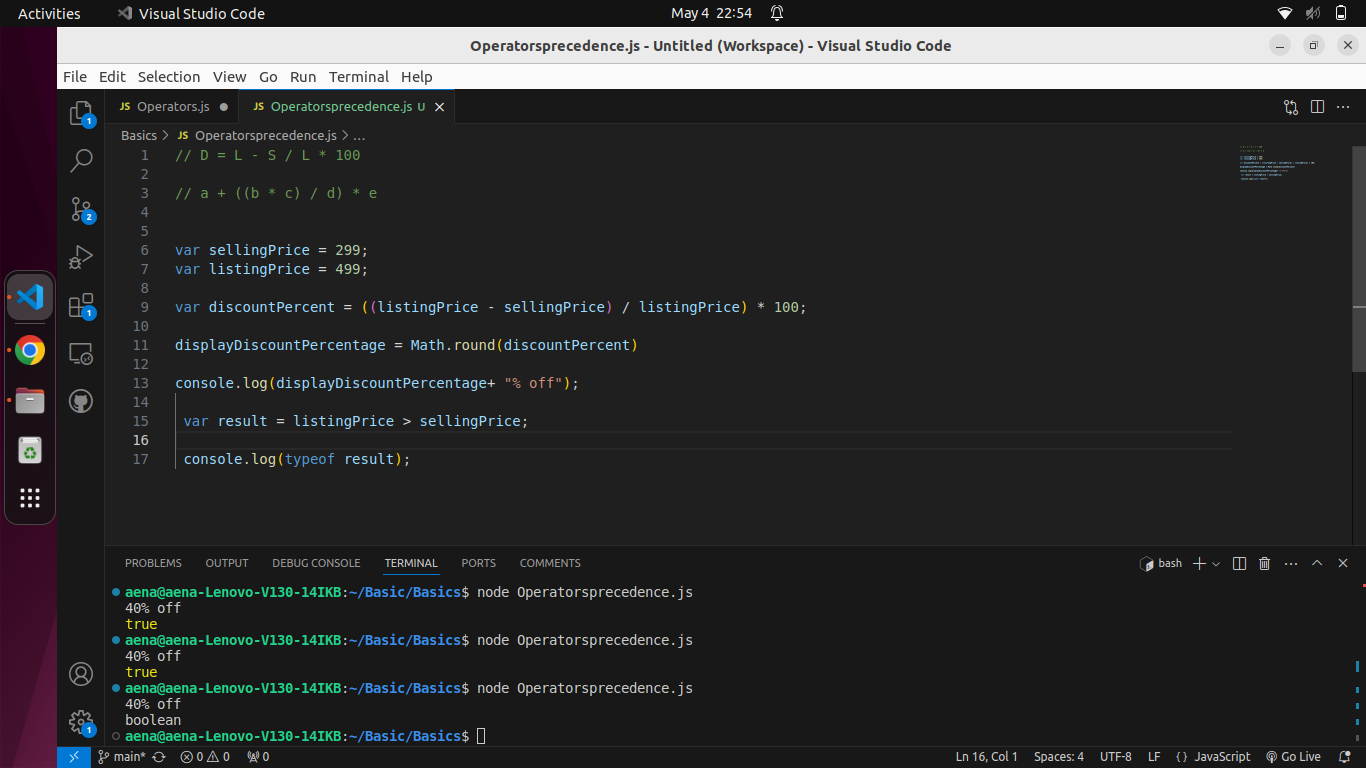 Activities Visual Studio Code May 4 22:54
Operatorsprecedence.js - Untitled (Workspace) - Visual Studio Code
File Edit Selection View Go Run Terminal Help
JS Operators.js JS Operatorsprecedence.js U
Basics > JS Operatorsprecedence.js > ...
1 // D = L - S / L * 100
2
3 // a + ((b * c) / d) * e
4
5
6 var sellingPrice = 299;
7 var listingPrice = 499;
8
9 var discountPercent = ((listingPrice - sellingPrice) / listingPrice) * 100;
10
11 displayDiscountPercentage = Math.round(discountPercent)
12
13 console.log(displayDiscountPercentage+ "% off");
14
15 var result = listingPrice > sellingPrice;
16
17 console.log(typeof result);
1
2
1
1
PROBLEMS OUTPUT DEBUG CONSOLE TERMINAL PORTS COMMENTS bash
aena@aena-Lenovo-V130-14IKB:~/Basic/Basics$ node Operatorsprecedence.js
40% off
true
aena@aena-Lenovo-V130-14IKB:~/Basic/Basics$ node Operatorsprecedence.js
40% off
true
aena@aena-Lenovo-V130-14IKB:~/Basic/Basics$ node Operatorsprecedence.js
40% off
boolean
aena@aena-Lenovo-V130-14IKB:~/Basic/Basics$
main* 0 0 0 Ln 16, Col 1 Spaces: 4 UTF-8 LF {} JavaScript Go Live